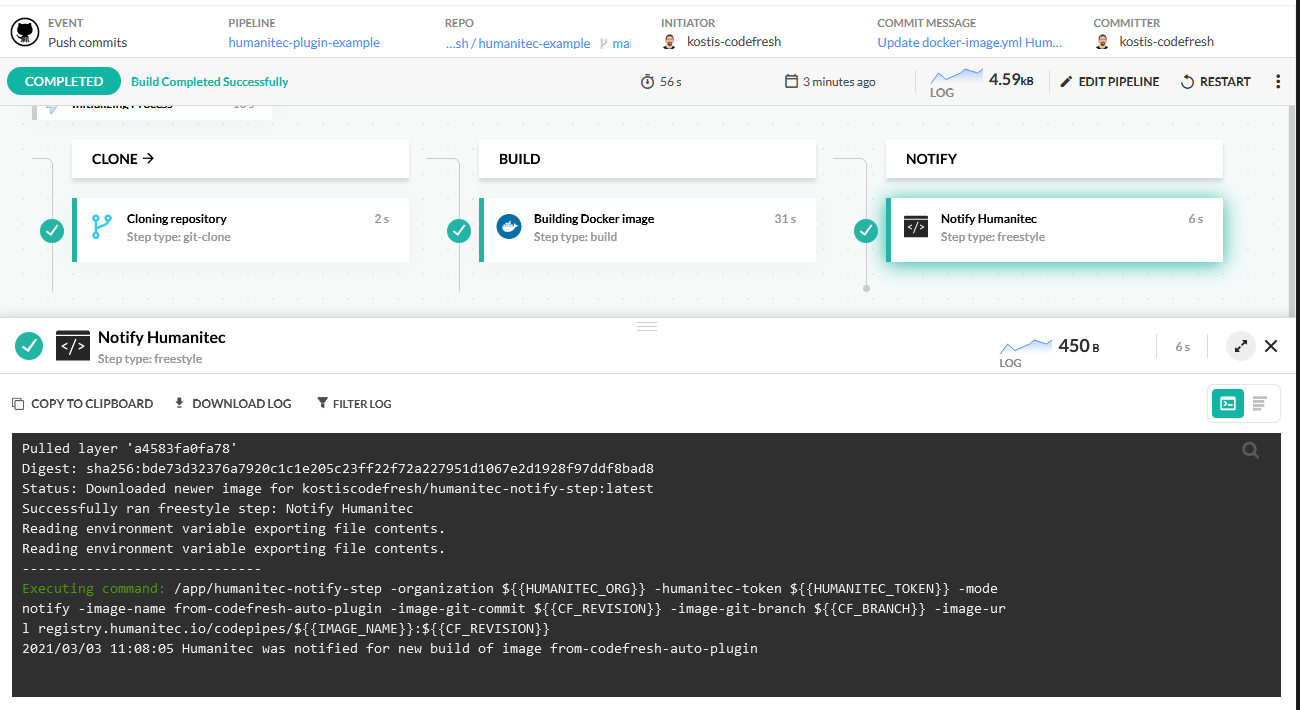 EVENT
Push commits
PIPELINE
humanitec-plugin-example
REPO
...sh / humanitec-example mai
INITIATOR
kostis-codefresh
COMMIT MESSAGE
Update docker-image.yml Hum...
COMMITTER
kostis-codefresh
COMPLETED
Build Completed Successfully
56 s
3 minutes ago
LOG
4.59kB
EDIT PIPELINE
RESTART
Initializing Process
CLONE
BUILD
NOTIFY
Cloning repository
2 s
Step type: git-clone
Building Docker image
31 s
Step type: build
Notify Humanitec
6 s
Step type: freestyle
Notify Humanitec
Step type: freestyle
LOG
450 B
6 s
COPY TO CLIPBOARD
DOWNLOAD LOG
FILTER LOG
Pulled layer 'a4583fa0fa78'
Digest: sha256:bde73d32376a7920c1c1e205c23ff22f72a227951d1067e2d1928f97ddf8bad8
Status: Downloaded newer image for kostiscodefresh/humanitec-notify-step:latest
Successfully ran freestyle step: Notify Humanitec
Reading environment variable exporting file contents.
Reading environment variable exporting file contents.
------------------------------
Executing command: /app/humanitec-notify-step -organization ${{HUMANITEC_ORG}} -humanitec-token ${{HUMANITEC_TOKEN}} -mode
notify -image-name from-codefresh-auto-plugin -image-git-commit ${{CF_REVISION}} -image-git-branch ${{CF_BRANCH}} -image-ur
l registry.humanitec.io/codepipes/${{IMAGE_NAME}}:${{CF_REVISION}}
2021/03/03 11:08:05 Humanitec was notified for new build of image from-codefresh-auto-plugin